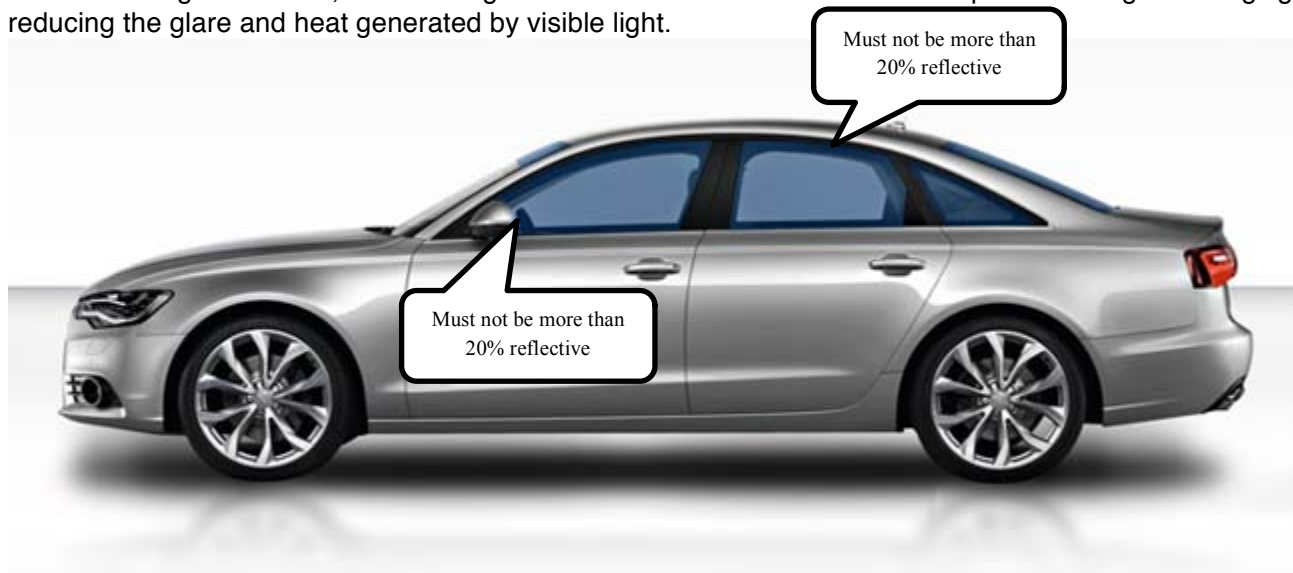 reducing the glare and heat generated by visible light.
Must not be more than
20% reflective
Must not be more than
20% reflective